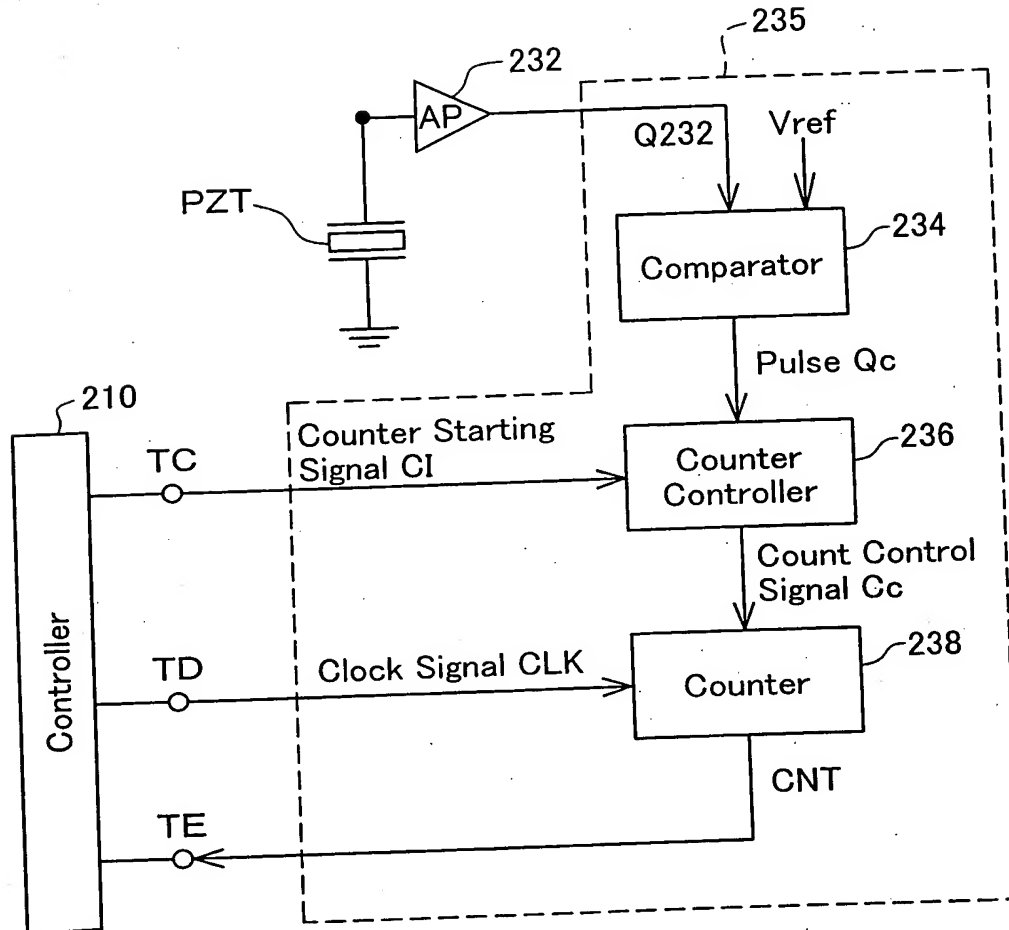 235
232
AP
Q232
Vref
PZT
234
Comparator
Pulse Qc
210
TC
Counter Starting
Signal CI
236
Counter
Controller
Count Control
Signal Cc
238
TD
Clock Signal CLK
Counter
Controller
CNT
TE